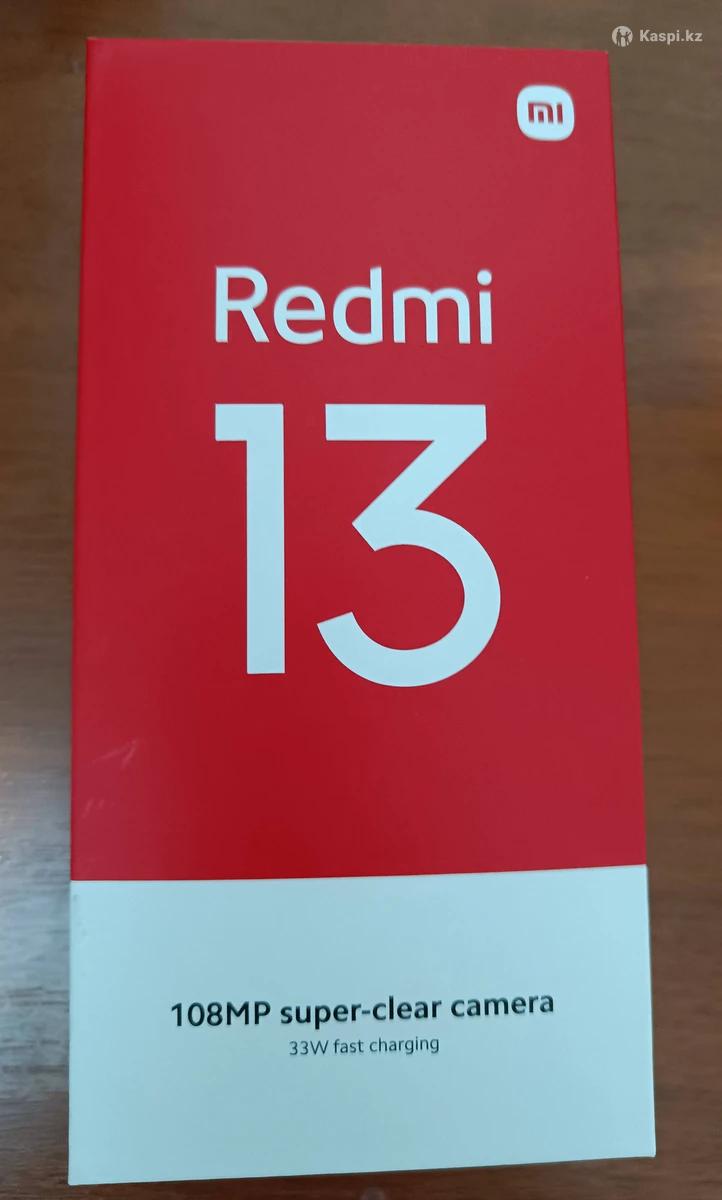 Kaspi.kz
mi
Redmi
13
108MP super-clear camera
33W fast charging